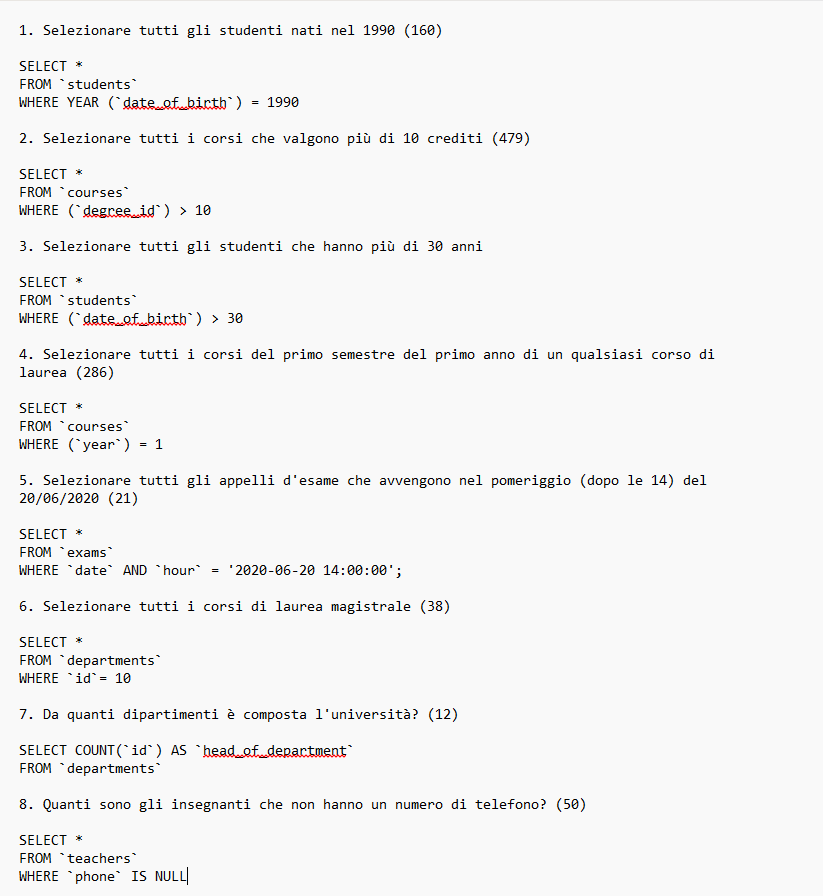 1. Selezionare tutti gli studenti nati nel 1990 (160)
SELECT *
FROM `students`
WHERE YEAR (`date_of_birth`) = 1990
2. Selezionare tutti i corsi che valgono più di 10 crediti (479)
SELECT *
FROM `courses`
WHERE (`degree_id`) > 10
3. Selezionare tutti gli studenti che hanno più di 30 anni
SELECT *
FROM `students`
WHERE (`date_of_birth`) > 30
4. Selezionare tutti i corsi del primo semestre del primo anno di un qualsiasi corso di
laurea (286)
SELECT *
FROM `courses`
WHERE (`year`) = 1
5. Selezionare tutti gli appelli d'esame che avvengono nel pomeriggio (dopo le 14) del
20/06/2020 (21)
SELECT *
FROM `exams`
WHERE `date` AND `hour` = '2020-06-20 14:00:00';
6. Selezionare tutti i corsi di laurea magistrale (38)
SELECT *
FROM `departments`
WHERE `id`= 10
7. Da quanti dipartimenti è composta l'università? (12)
SELECT COUNT(`id`) AS `head_of_department`
FROM `departments`
8. Quanti sono gli insegnanti che non hanno un numero di telefono? (50)
SELECT *
FROM `teachers`
WHERE `phone` IS NULL